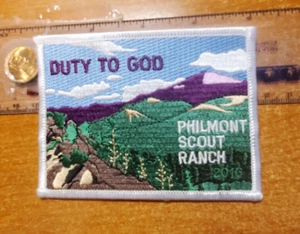 DUTY TO GOD
PHILMONT
SCOUT
RANCH
2016